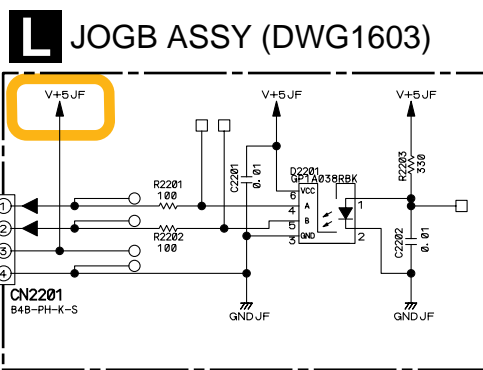 L JOGB ASSY (DWG1603)
V+5JF V+5JF V+5JF
C2201
0.01
D2201
GP1A038RBK
R2203
330
R2201
100
VCC
6
A
4
1
1
B
5
2
R2202
100
GND
3
2
3
C2202
0.01
4
CN2201
B4B-PH-K-S
GNDJF GNDJF